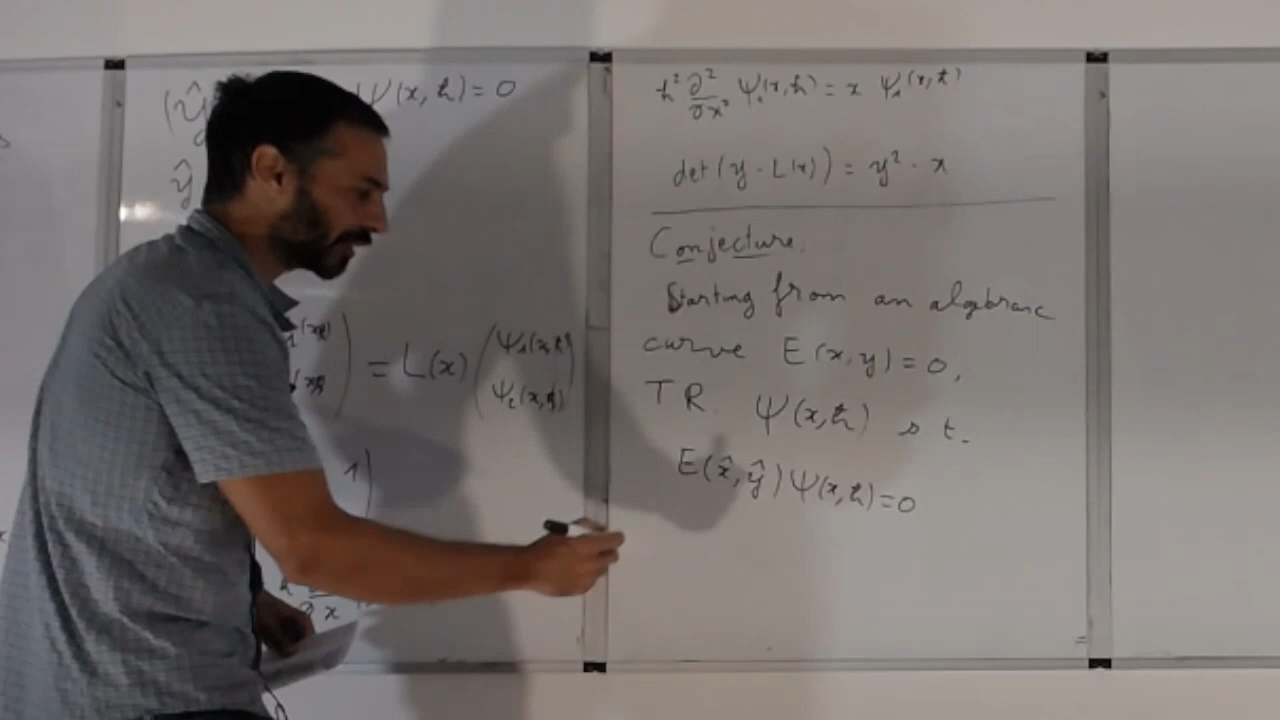 (ŷ
Ψ(x, ħ) = 0
ŷ
= L(x) (Ψ₁(x,ħ)
Ψ₂(x,ħ))
1)
ħ ∂/∂x
ħ² ∂²/∂x² Ψ₁(x,ħ) = x Ψ₁(x,ħ)
det(y - L(x)) = y² - x
Conjecture.
Starting from an algebraic
curve E(x,y) = 0,
TR. Ψ(x,ħ) s t.
E(x̂,ŷ)Ψ(x,ħ)=0